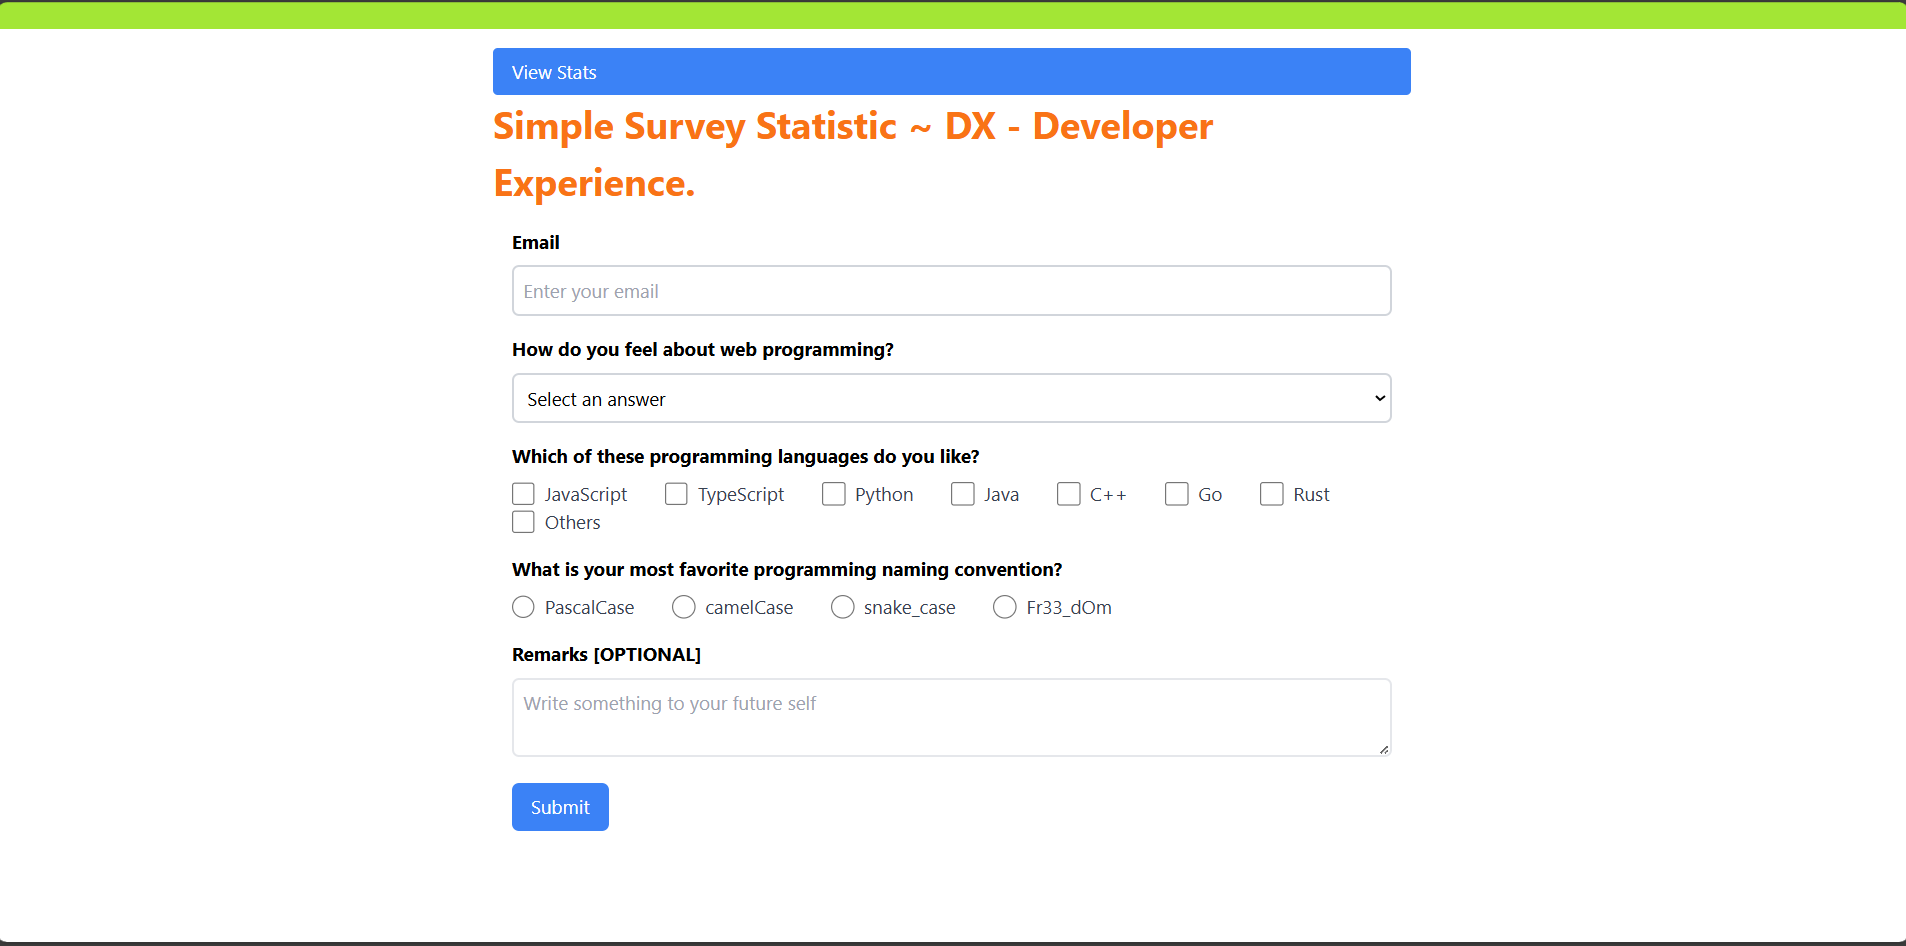 View Stats
Simple Survey Statistic ~ DX - Developer
Experience.
Email
Enter your email
How do you feel about web programming?
Select an answer
Which of these programming languages do you like?
JavaScript TypeScript Python Java C++ Go Rust
Others
What is your most favorite programming naming convention?
PascalCase camelCase snake_case Fr33_dOm
Remarks [OPTIONAL]
Write something to your future self
Submit